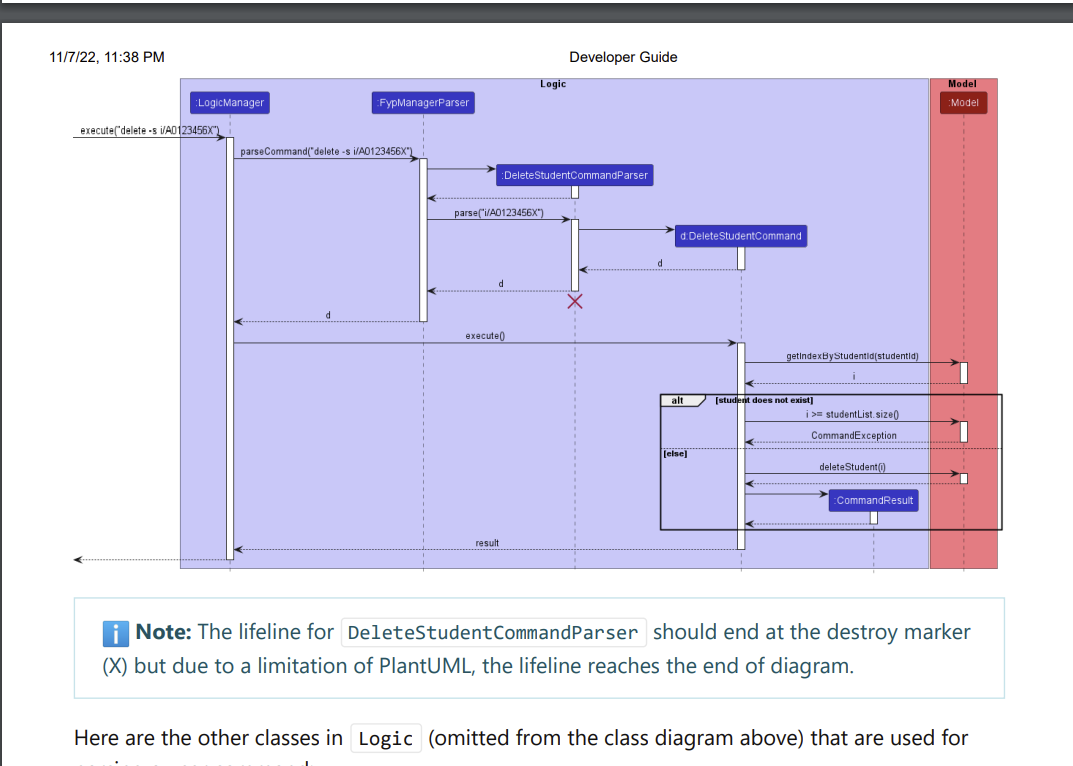 11/7/22, 11:38 PM
Developer Guide
Logic
Model
:LogicManager
:FypManagerParser
:Model
execute("delete -s i/A0123456X")
parseCommand("delete -s i/A0123456X")
:DeleteStudentCommandParser
parse("i/A0123456X")
d:DeleteStudentCommand
d
d
d
execute()
getIndexByStudentId(studentId)
i
alt
[student does not exist]
i >= studentList.size()
CommandException
[else]
deleteStudent(i)
:CommandResult
result
i Note: The lifeline for DeleteStudentCommandParser should end at the destroy marker
(X) but due to a limitation of PlantUML, the lifeline reaches the end of diagram.
Here are the other classes in Logic (omitted from the class diagram above) that are used for